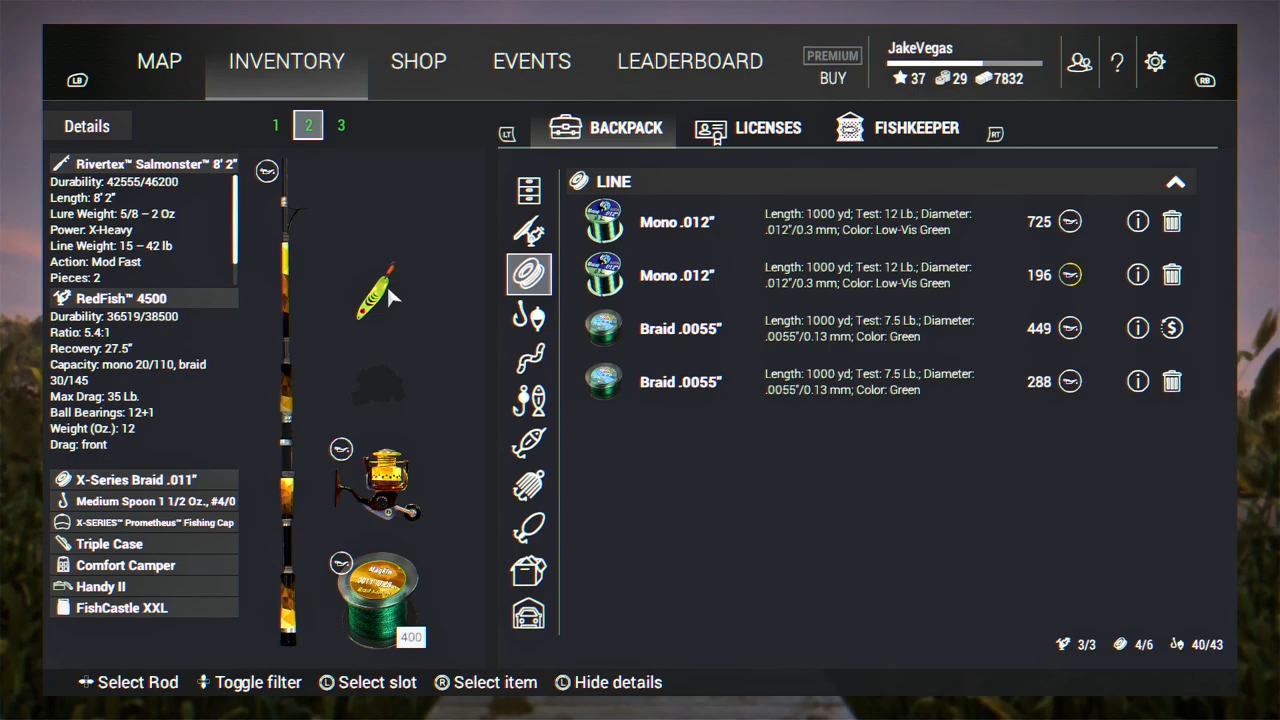 MAP
INVENTORY
SHOP
EVENTS
LEADERBOARD
PREMIUM
BUY
JakeVegas
37 29 7832
?
LB
RB
Details
1 2 3
LT
BACKPACK
LICENSES
FISHKEEPER
RT
Rivertex™ Salmonster™ 8' 2"
Durability: 42555/46200
Length: 8' 2"
Lure Weight: 5/8 – 2 Oz
Power: X-Heavy
Line Weight: 15 – 42 lb
Action: Mod Fast
Pieces: 2
RedFish™ 4500
Durability: 36519/38500
Ratio: 5.4:1
Recovery: 27.5"
Capacity: mono 20/110, braid
30/145
Max Drag: 35 Lb.
Ball Bearings: 12+1
Weight (Oz.): 12
Drag: front
X-Series Braid .011"
Medium Spoon 1 1/2 Oz., #4/0
X-SERIES™ Prometheus™ Fishing Cap
Triple Case
Comfort Camper
Handy II
FishCastle XXL
400
LINE
Mono .012"
Length: 1000 yd; Test: 12 Lb.; Diameter:
.012"/0.3 mm; Color: Low-Vis Green
725
Mono .012"
Length: 1000 yd; Test: 12 Lb.; Diameter:
.012"/0.3 mm; Color: Low-Vis Green
196
Braid .0055"
Length: 1000 yd; Test: 7.5 Lb.; Diameter:
.0055"/0.13 mm; Color: Green
449
Braid .0055"
Length: 1000 yd; Test: 7.5 Lb.; Diameter:
.0055"/0.13 mm; Color: Green
288
3/3 4/6 40/43
Select Rod
Toggle filter
L Select slot
R Select item
L Hide details